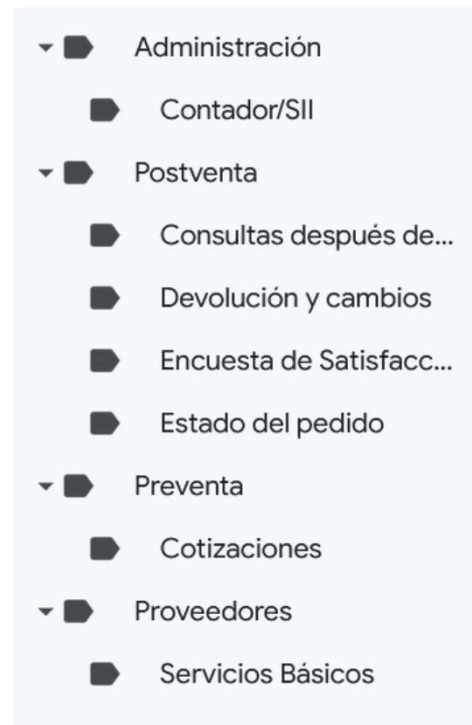 Administración
Contador/SII
Postventa
Consultas después de...
Devolución y cambios
Encuesta de Satisfacc...
Estado del pedido
Preventa
Cotizaciones
Proveedores
Servicios Básicos